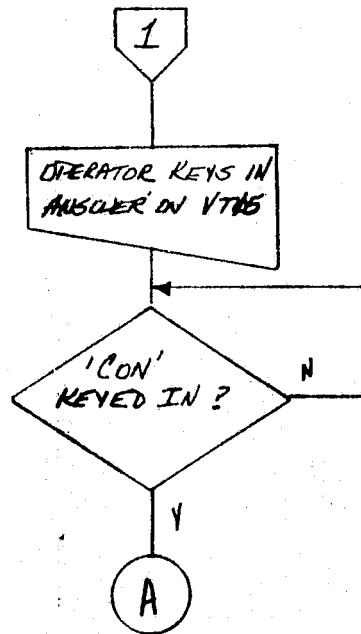 1
OPERATOR KEYS IN
ANSWER ON VT05
'CON'
KEYED IN ?
N
Y
A